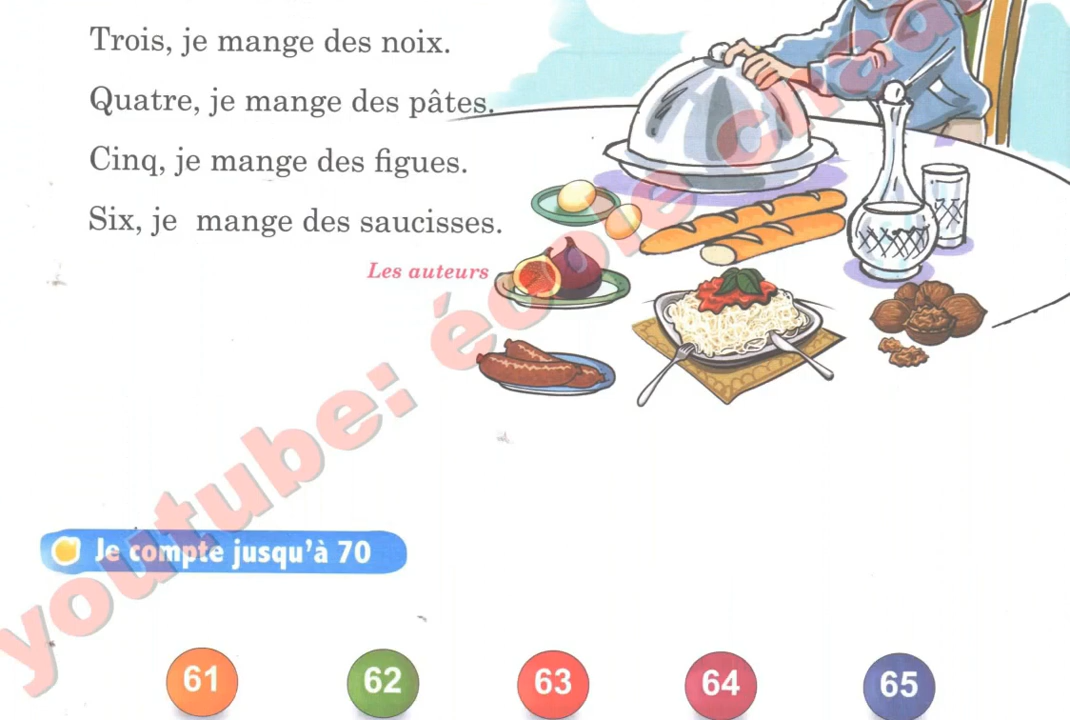 Trois, je mange des noix.
Quatre, je mange des pâtes.
Cinq, je mange des figues.
Six, je mange des saucisses.
Les auteurs
youtube: école
Je compte jusqu'à 70
61 62 63 64 65